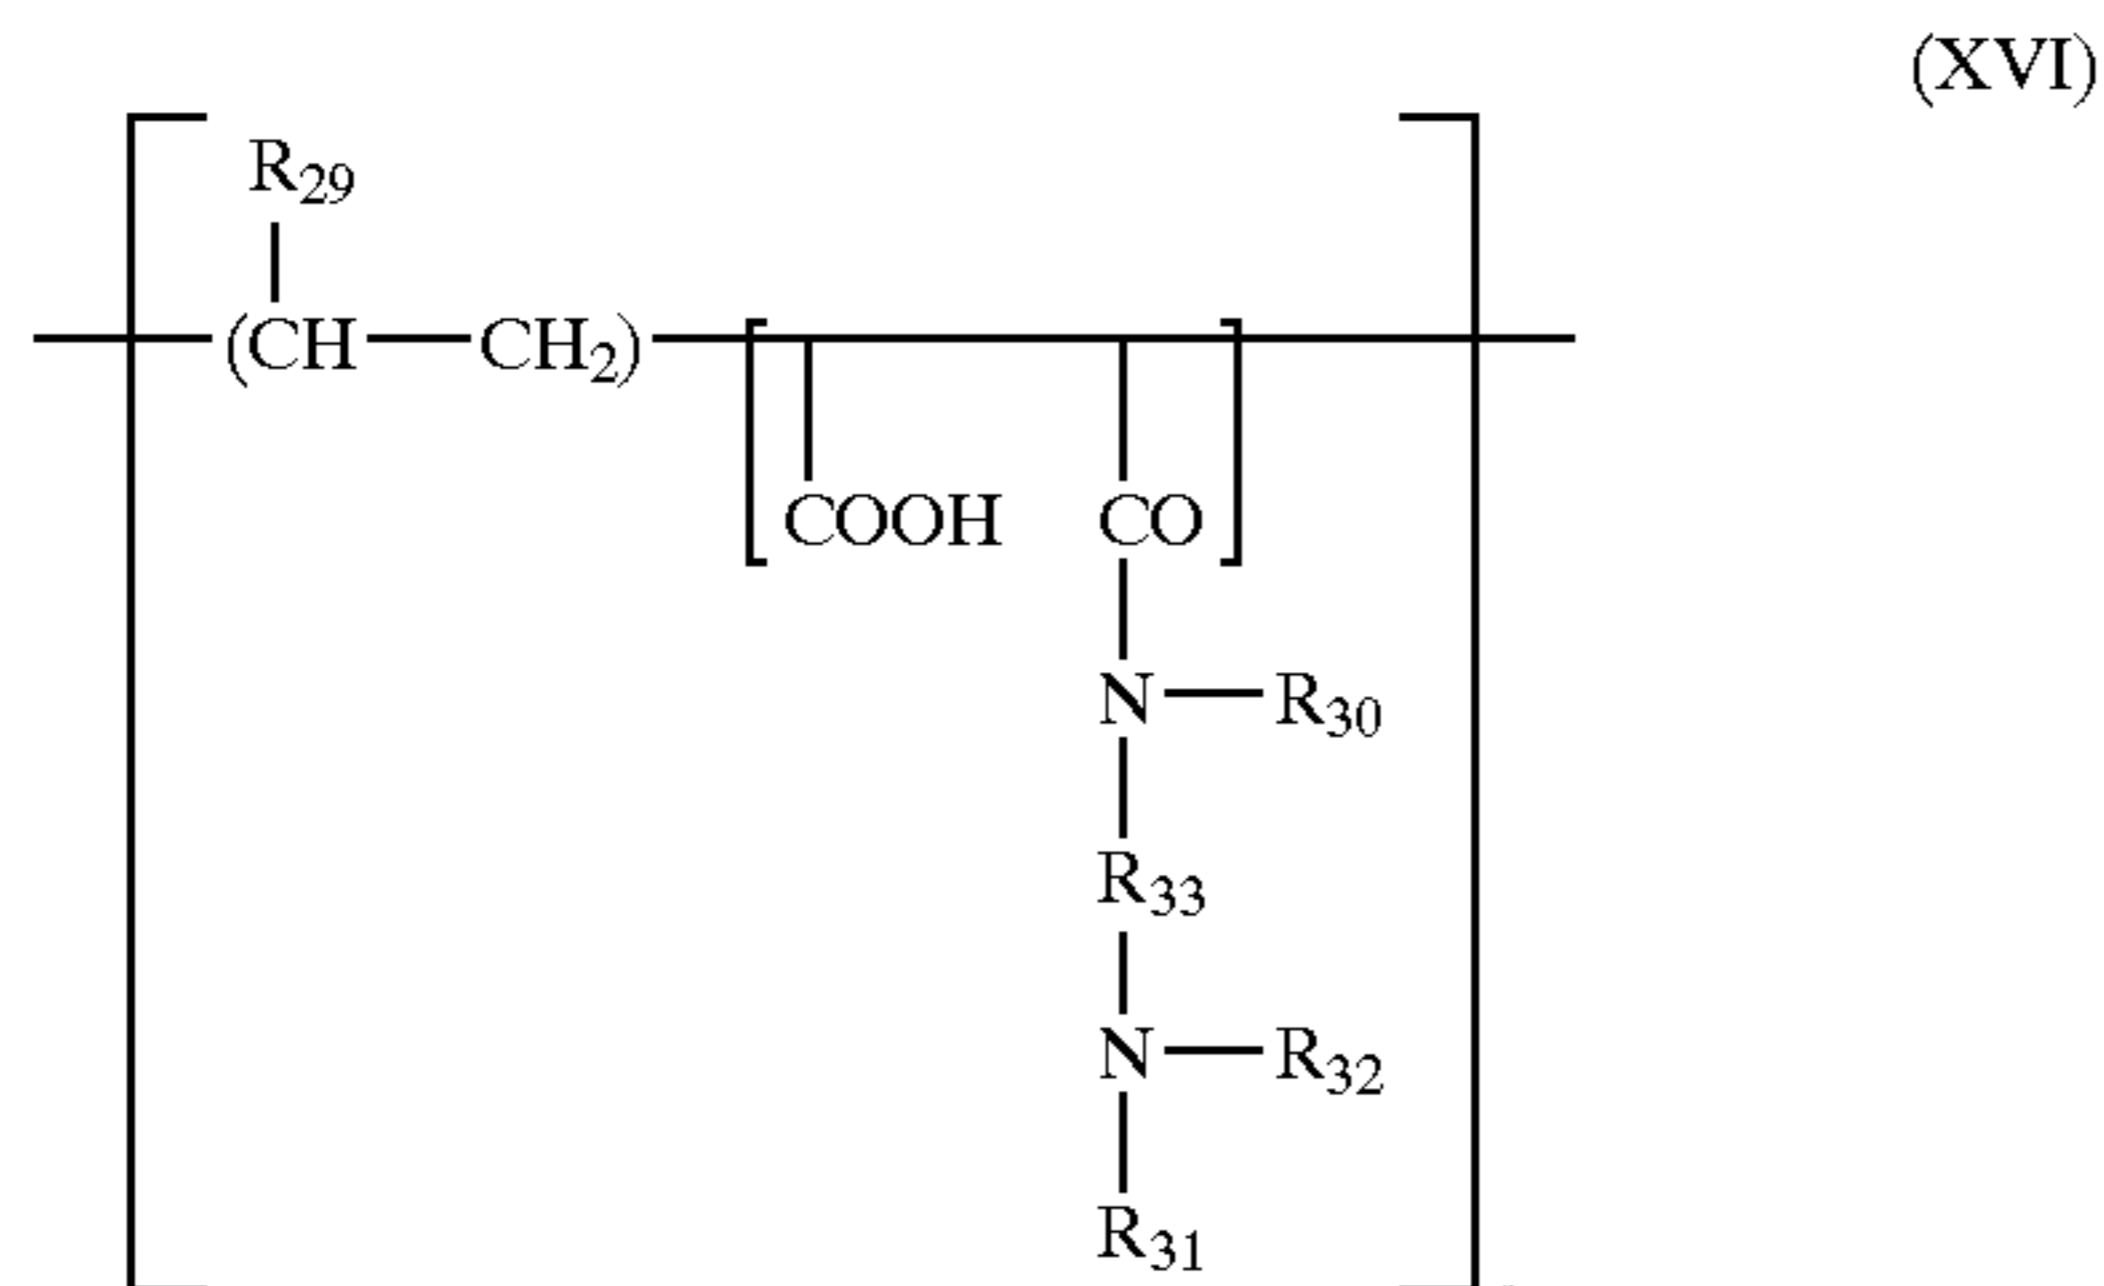 (XVI)
R₂₉
(CH—CH₂)
COOH CO
N—R₃₀
R₃₃
N—R₃₂
R₃₁